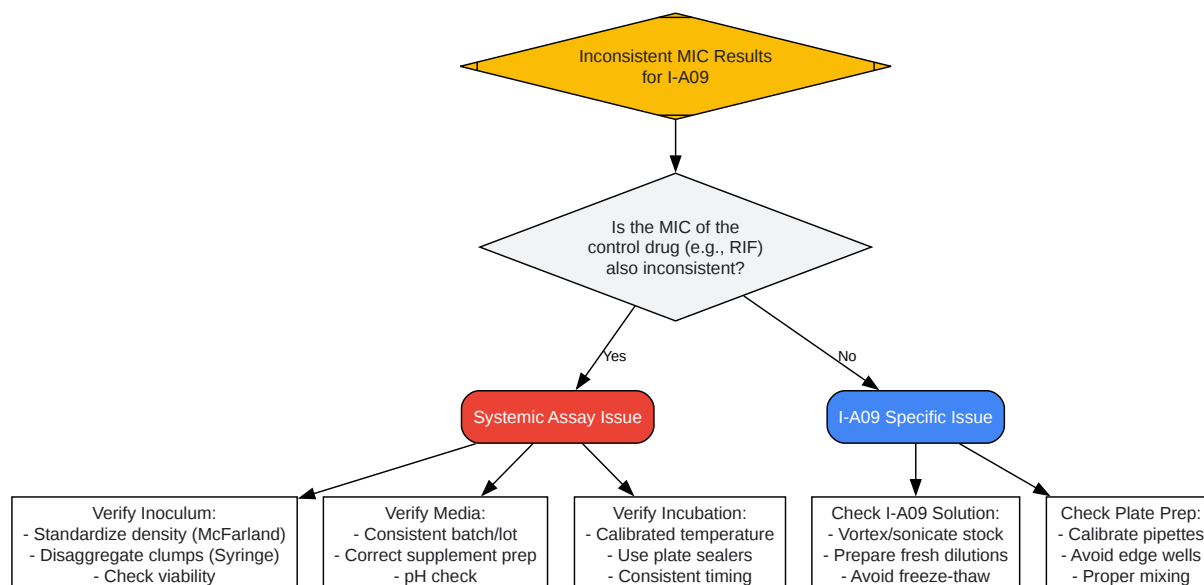 Inconsistent MIC Results
for I-A09
Is the MIC of the
control drug (e.g., RIF)
also inconsistent?
Yes
No
Systemic Assay Issue
I-A09 Specific Issue
Verify Inoculum:
- Standardize density (McFarland)
- Disaggregate clumps (Syringe)
- Check viability
Verify Media:
- Consistent batch/lot
- Correct supplement prep
- pH check
Verify Incubation:
- Calibrated temperature
- Use plate sealers
- Consistent timing
Check I-A09 Solution:
- Vortex/sonicate stock
- Prepare fresh dilutions
- Avoid freeze-thaw
Check Plate Prep:
- Calibrate pipettes
- Avoid edge wells
- Proper mixing